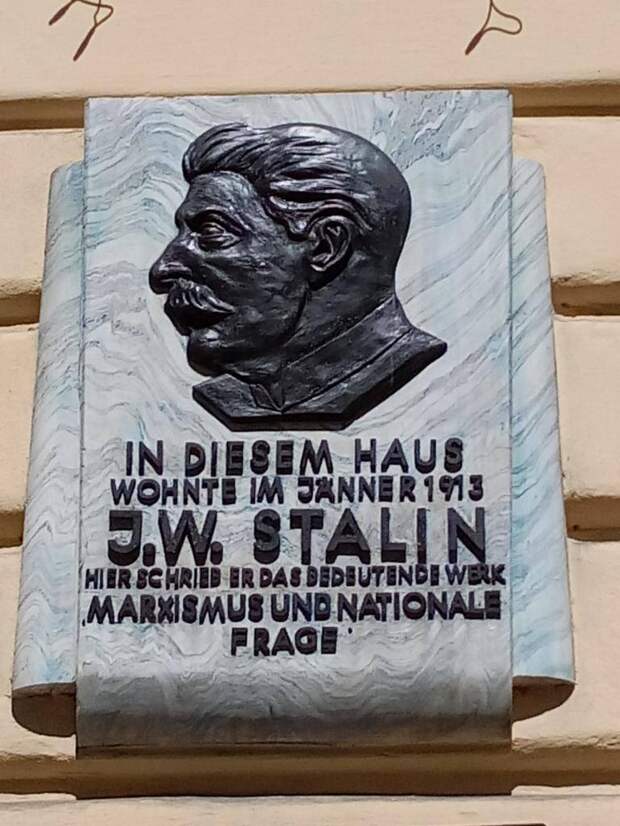 IN DIESEM HAUS
WOHNTE IM JÄNNER 1913
J.W. STALIN
HIER SCHRIEB ER DAS BEDEUTENDE WERK
‚MARXISMUS UND NATIONALE
FRAGE‘